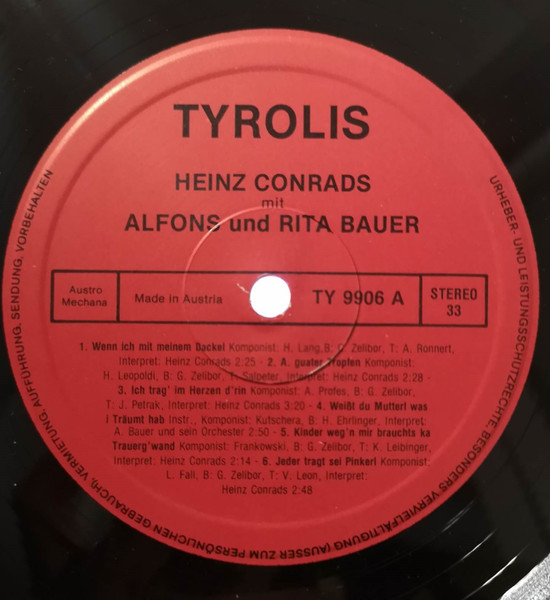 TYROLIS
HEINZ CONRADS
mit
ALFONS und RITA BAUER
Austro
Mechana
Made in Austria
TY 9906 A
STEREO
33
1. Wenn ich mit meinem Dackel Komponist, H. Lang, B. G. Zelibor, T: A. Ronnert,
Interpret: Heinz Conrads 2:25 - 2. A. guater Tropfen Komponist:
H. Leopoldi, B: G. Zelibor, T: Salpeter, Interpret: Heinz Conrads 2:28 -
3. Ich trag' im Herzen d'rin Komponist: A. Profes, B: G. Zelibor,
T: J. Petrak, Interpret: Heinz Conrads 3:20 - 4. Weißt du Mutterl was
i Träumt hab Instr., Komponist: Kutschera, B: H. Ehrlinger, Interpret:
A. Bauer und sein Orchester 2:50 - 5. Kinder weg'n mir brauchts ka
Trauerg'wand Komponist: Frankowski, B: G. Zelibor, T: K. Leibinger,
Interpret: Heinz Conrads 2:14 - 6. Jeder tragt sei Pinkerl Komponist:
L. Fall, B: G. Zelibor, T: V. Leon, Interpret:
Heinz Conrads 2:48
URHEBER- UND LEISTUNGSSCHUTZRECHTE, BESONDERS VERVIELFÄLTIGUNG (AUSSER ZUM PERSÖNLICHEN GEBRAUCH), VERMIETUNG, AUFFÜHRUNG, SENDUNG, VORBEHALTEN